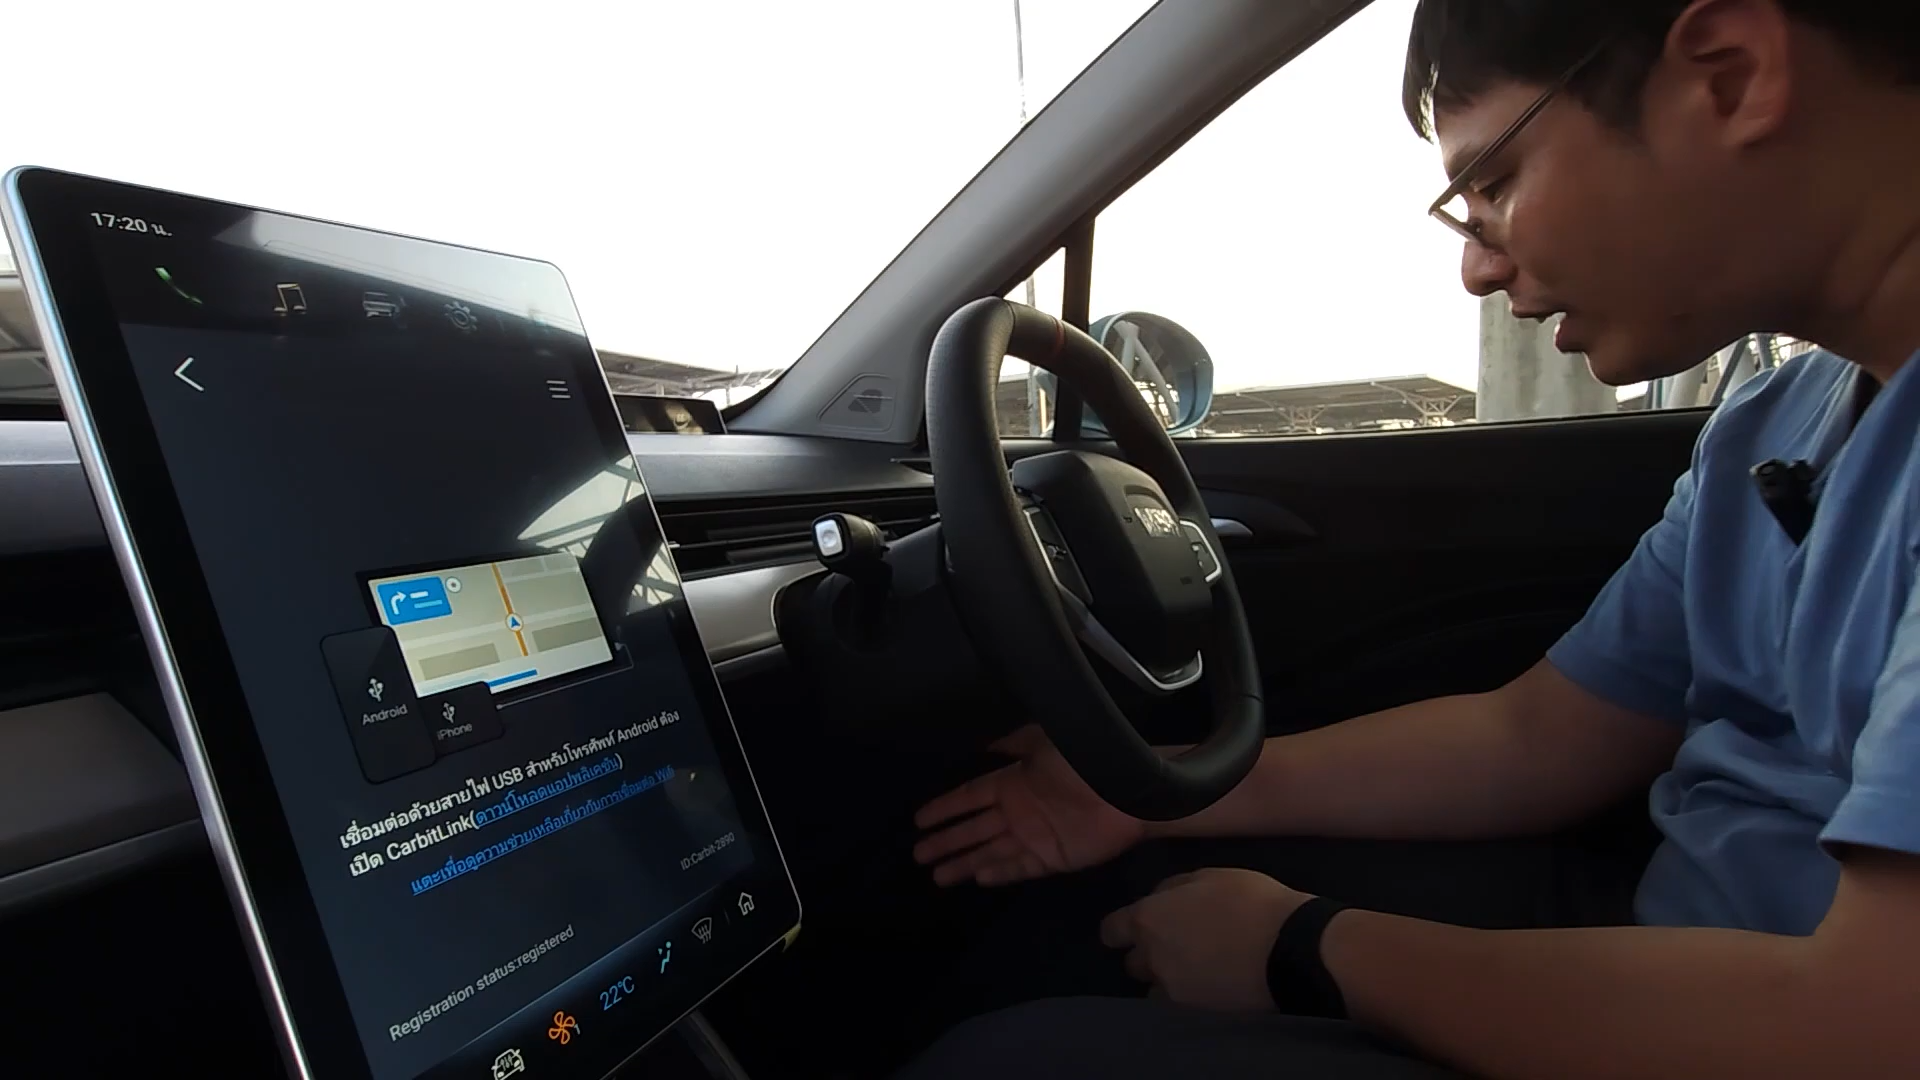 17:20 น.
Android
iPhone
เชื่อมต่อด้วยสายไฟ USB สำหรับโทรศัพท์ Android ต้อง
เปิด CarbitLink(ดาวน์โหลดแอปพลิเคชัน)
แตะเพื่อดูความช่วยเหลือเกี่ยวกับการเชื่อมต่อ Wifi
ID:Carbit-2890
Registration status:registered
22°C
1